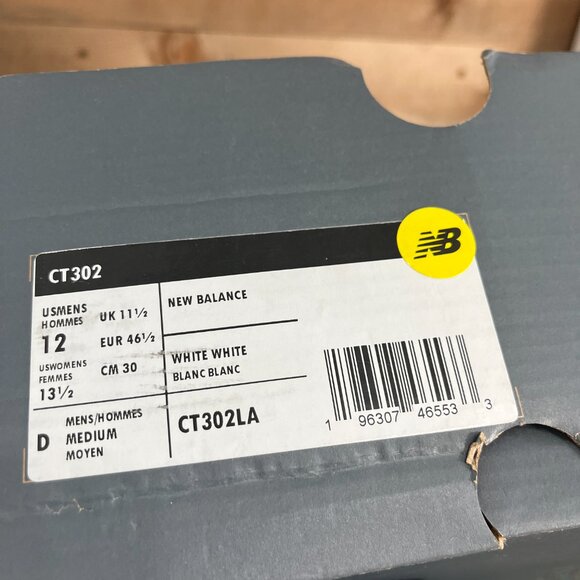 CT302
NB
USMENS
HOMMES
12
USWOMENS
FEMMES
13½
UK 11½
EUR 46½
CM 30
NEW BALANCE
WHITE WHITE
BLANC BLANC
D
MENS/HOMMES
MEDIUM
MOYEN
CT302LA
1 96307 46553 3